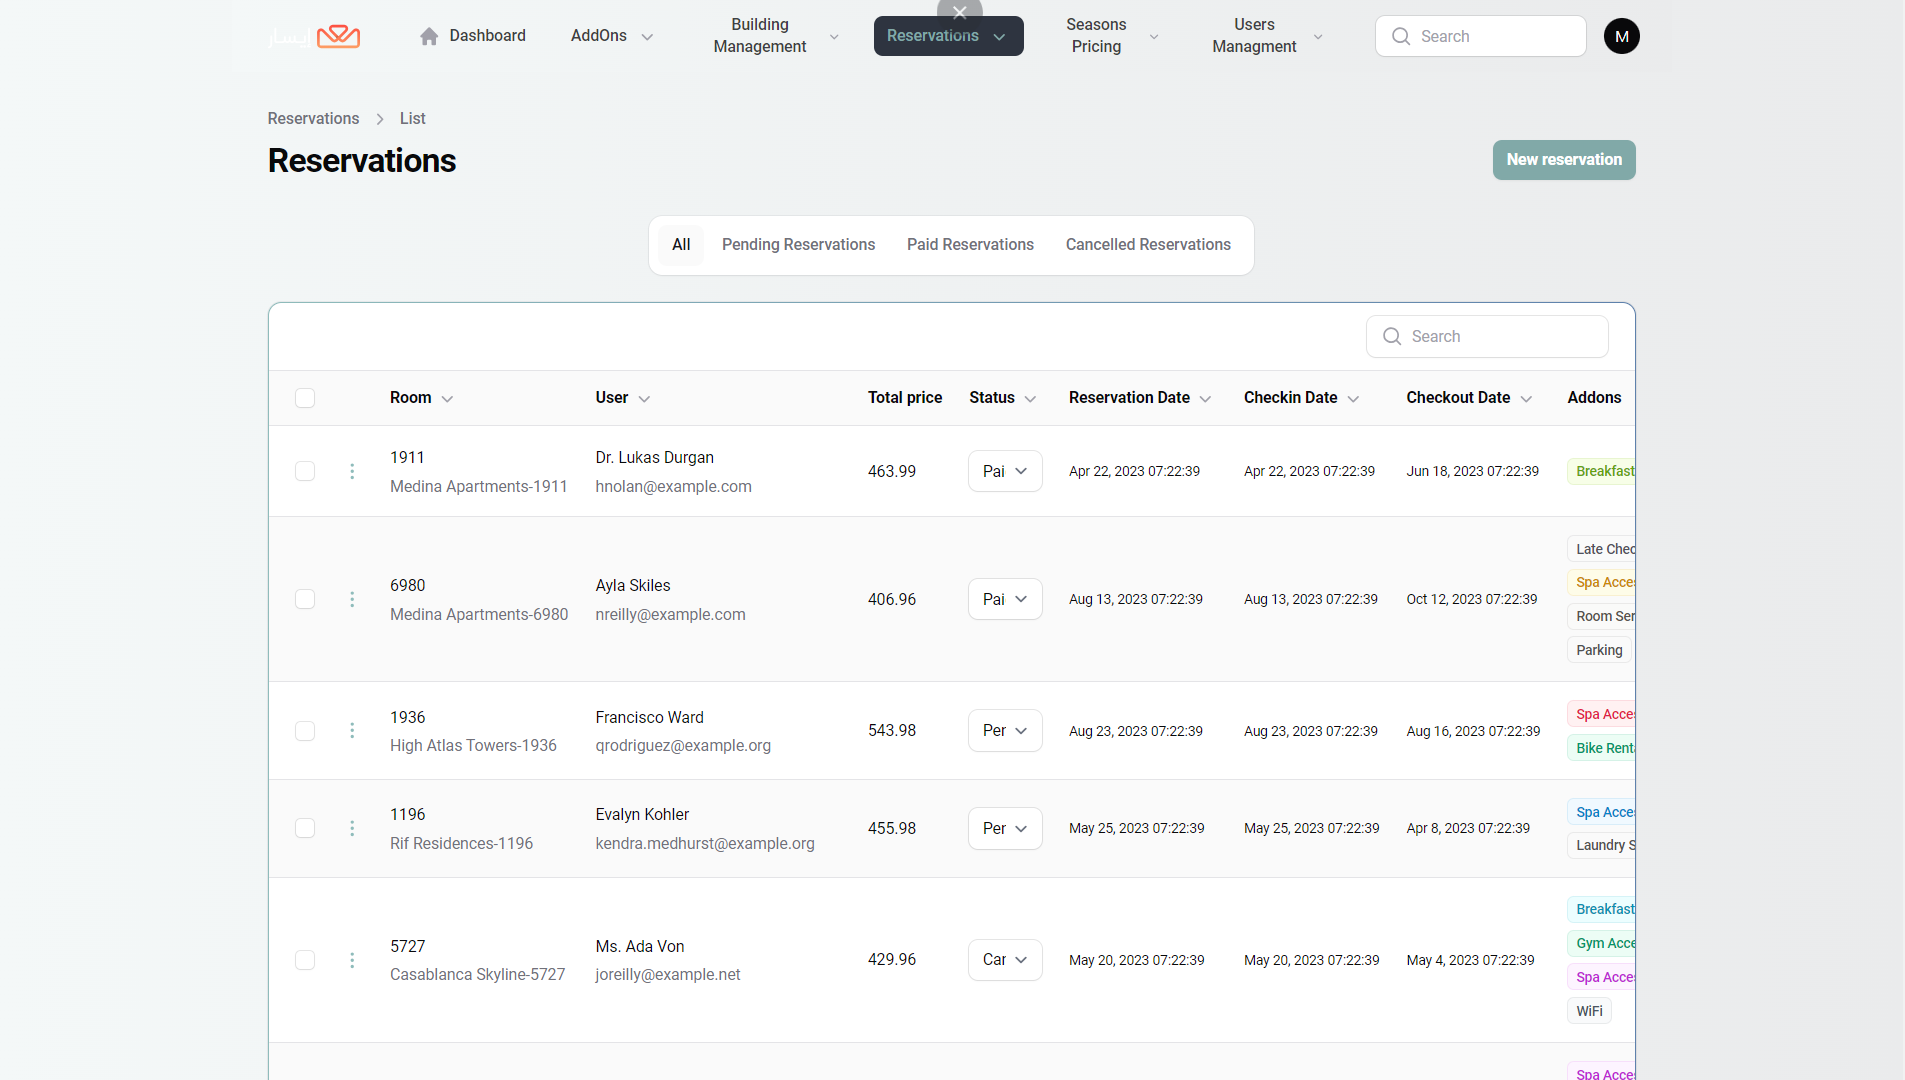 إيسار
Dashboard
AddOns
Building
Management
Reservations
Seasons
Pricing
Users
Managment
Search
M
Reservations > List
Reservations
New reservation
All
Pending Reservations
Paid Reservations
Cancelled Reservations
Search
Room User Total price Status Reservation Date Checkin Date Checkout Date Addons
1911
Medina Apartments-1911
Dr. Lukas Durgan
hnolan@example.com
463.99
Pai
Apr 22, 2023 07:22:39
Apr 22, 2023 07:22:39
Jun 18, 2023 07:22:39
Breakfast
6980
Medina Apartments-6980
Ayla Skiles
nreilly@example.com
406.96
Pai
Aug 13, 2023 07:22:39
Aug 13, 2023 07:22:39
Oct 12, 2023 07:22:39
Late Chec
Spa Acces
Room Ser
Parking
1936
High Atlas Towers-1936
Francisco Ward
qrodriguez@example.org
543.98
Per
Aug 23, 2023 07:22:39
Aug 23, 2023 07:22:39
Aug 16, 2023 07:22:39
Spa Acces
Bike Renta
1196
Rif Residences-1196
Evalyn Kohler
kendra.medhurst@example.org
455.98
Per
May 25, 2023 07:22:39
May 25, 2023 07:22:39
Apr 8, 2023 07:22:39
Spa Acces
Laundry S
5727
Casablanca Skyline-5727
Ms. Ada Von
joreilly@example.net
429.96
Car
May 20, 2023 07:22:39
May 20, 2023 07:22:39
May 4, 2023 07:22:39
Breakfast
Gym Acce
Spa Acces
WiFi
Spa Acces